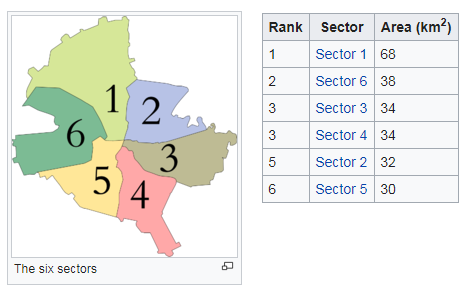 1
2
6
3
5
4
The six sectors
Rank Sector Area (km²)
1 Sector 1 68
2 Sector 6 38
3 Sector 3 34
3 Sector 4 34
5 Sector 2 32
6 Sector 5 30